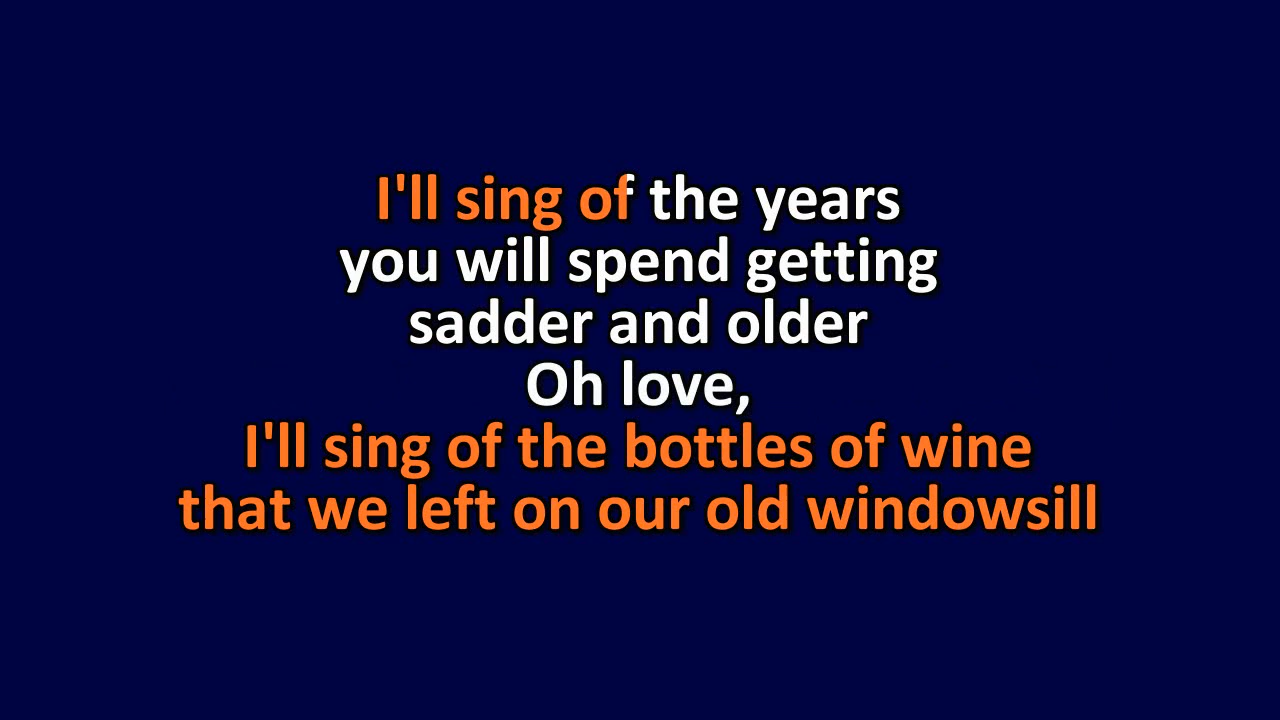 I'll sing of the years
you will spend getting
sadder and older
Oh love,
I'll sing of the bottles of wine
that we left on our old windowsill